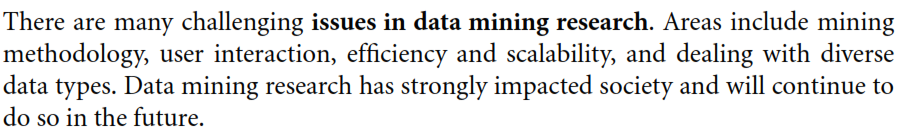 There are many challenging issues in data mining research. Areas include mining
methodology, user interaction, efficiency and scalability, and dealing with diverse
data types. Data mining research has strongly impacted society and will continue to
do so in the future.